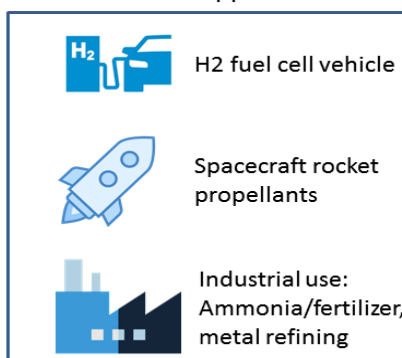 H2
H2 fuel cell vehicle
Spacecraft rocket
propellants
Industrial use:
Ammonia/fertilizer,
metal refining